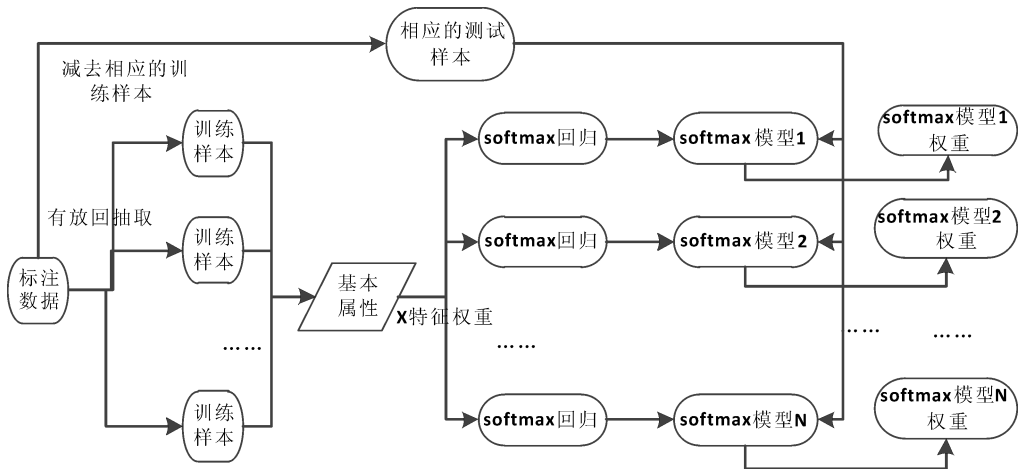 相应的测试
样本
减去相应的训
练样本
训练
样本
softmax回归
softmax模型1
softmax模型1
权重
有放回抽取
训练
样本
softmax回归
softmax模型2
softmax模型2
权重
标注
数据
基本
属性
X特征权重
……
……
……
……
训练
样本
softmax回归
softmax模型N
softmax模型N
权重